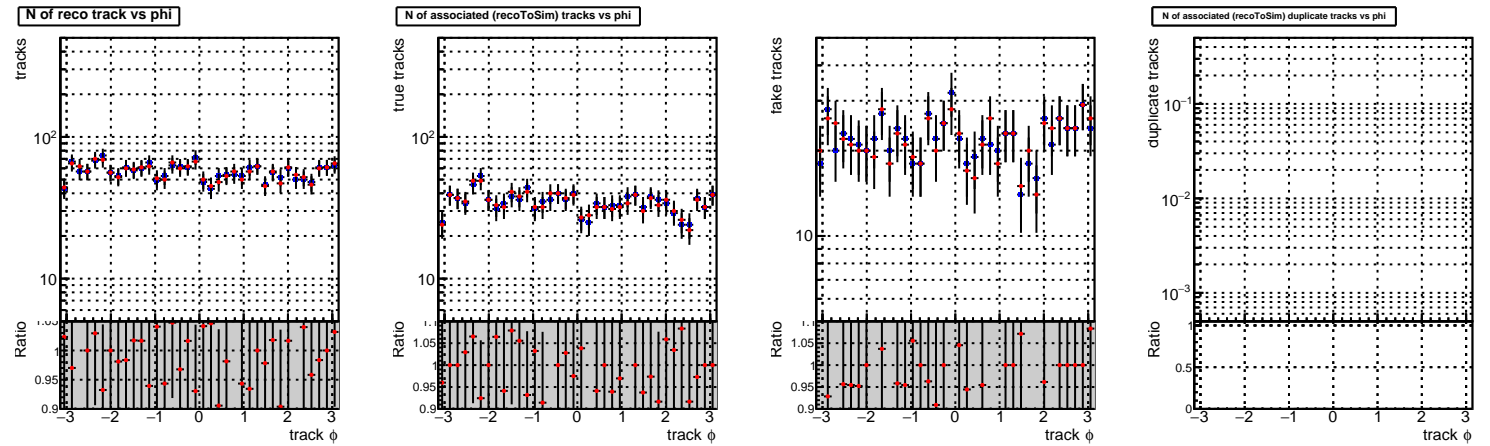 N of reco track vs phi
tracks
10²
10
Ratio
1.05
1
0.95
0.9
−3 −2 −1 0 1 2 3
track ϕ
N of associated (recoToSim) tracks vs phi
true tracks
10²
10
Ratio
1.1
1.05
1
0.95
0.9
−3 −2 −1 0 1 2 3
track ϕ
fake tracks
10
Ratio
1.1
1.05
1
0.95
0.9
−3 −2 −1 0 1 2 3
track ϕ
N of associated (recoToSim) duplicate tracks vs phi
duplicate tracks
10⁻¹
10⁻²
10⁻³
Ratio
1
0.5
0
−3 −2 −1 0 1 2 3
track ϕ